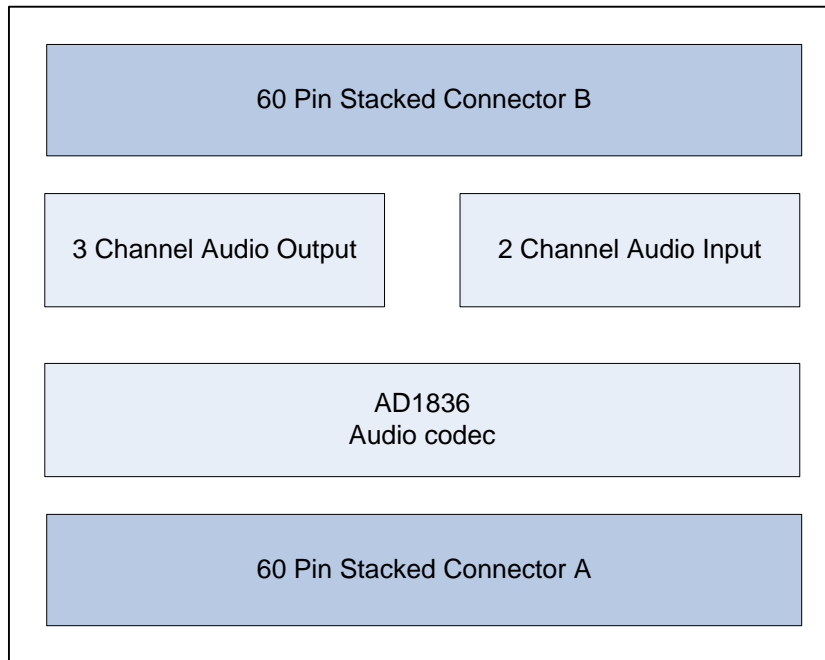 60 Pin Stacked Connector B
3 Channel Audio Output
2 Channel Audio Input
AD1836
Audio codec
60 Pin Stacked Connector A